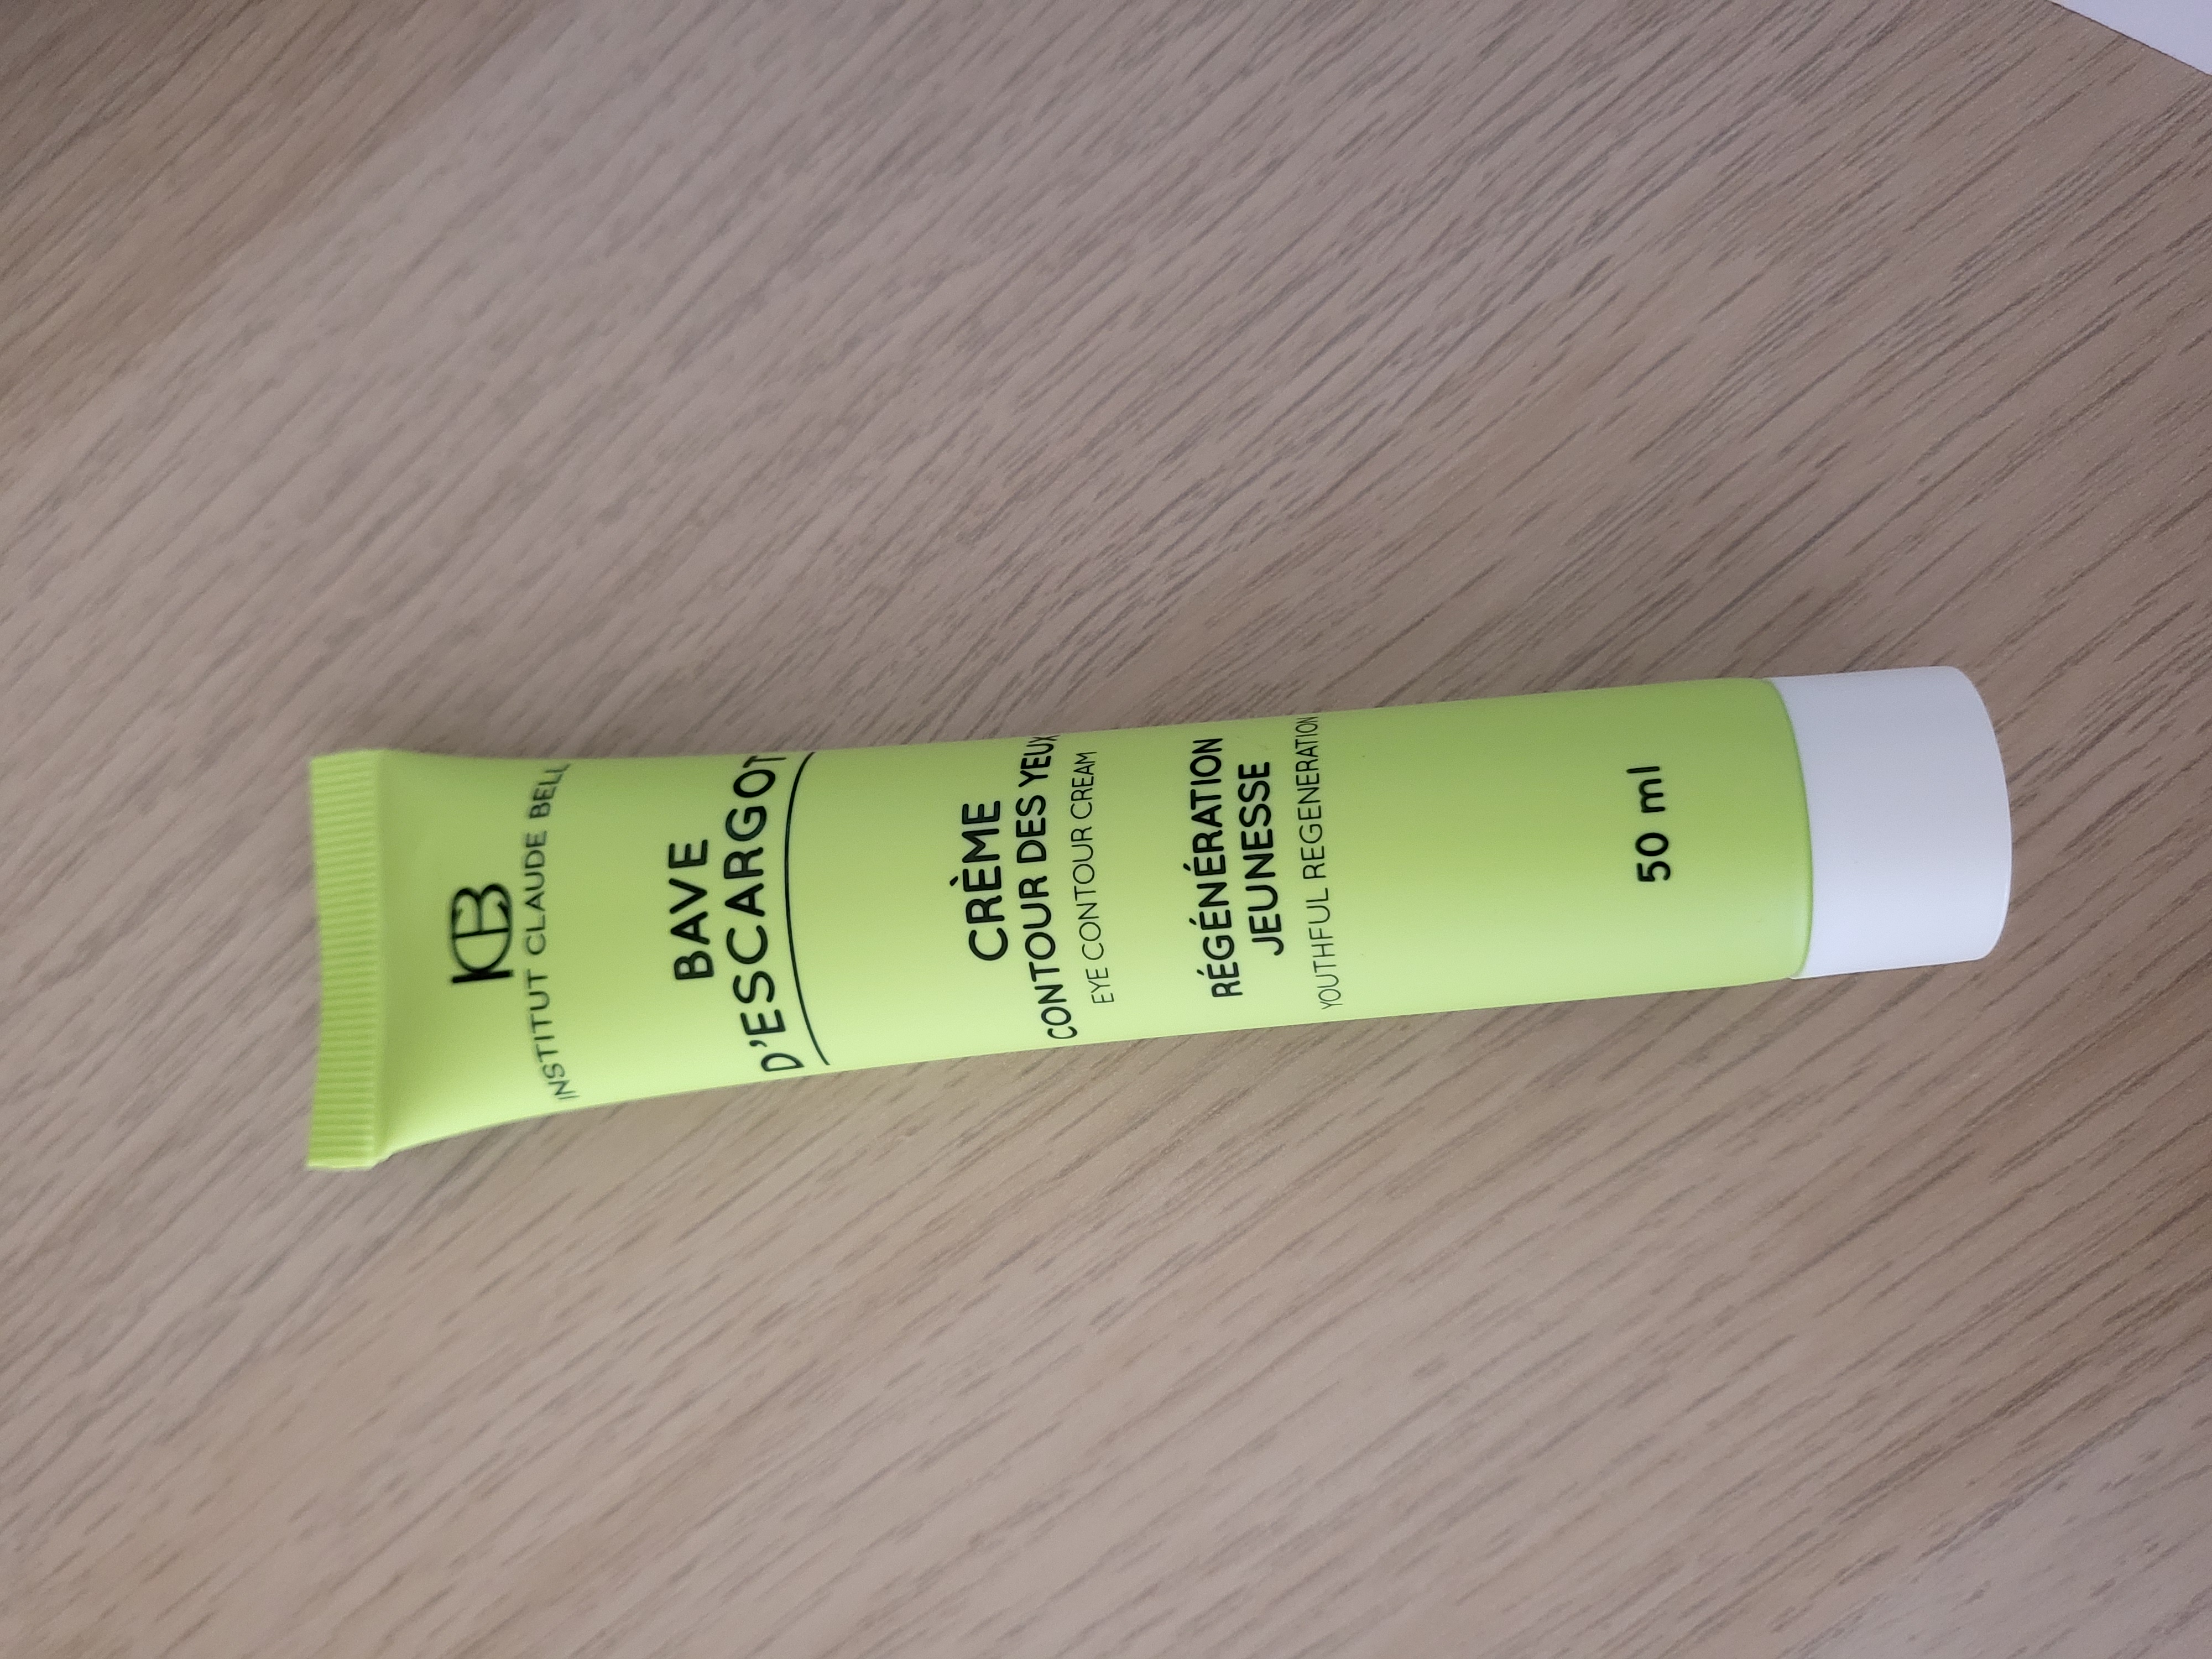 ICB
INSTITUT CLAUDE BELL
BAVE
D'ESCARGOT
CRÈME
CONTOUR DES YEUX
EYE CONTOUR CREAM
RÉGÉNÉRATION
JEUNESSE
YOUTHFUL REGENERATION
50 ml